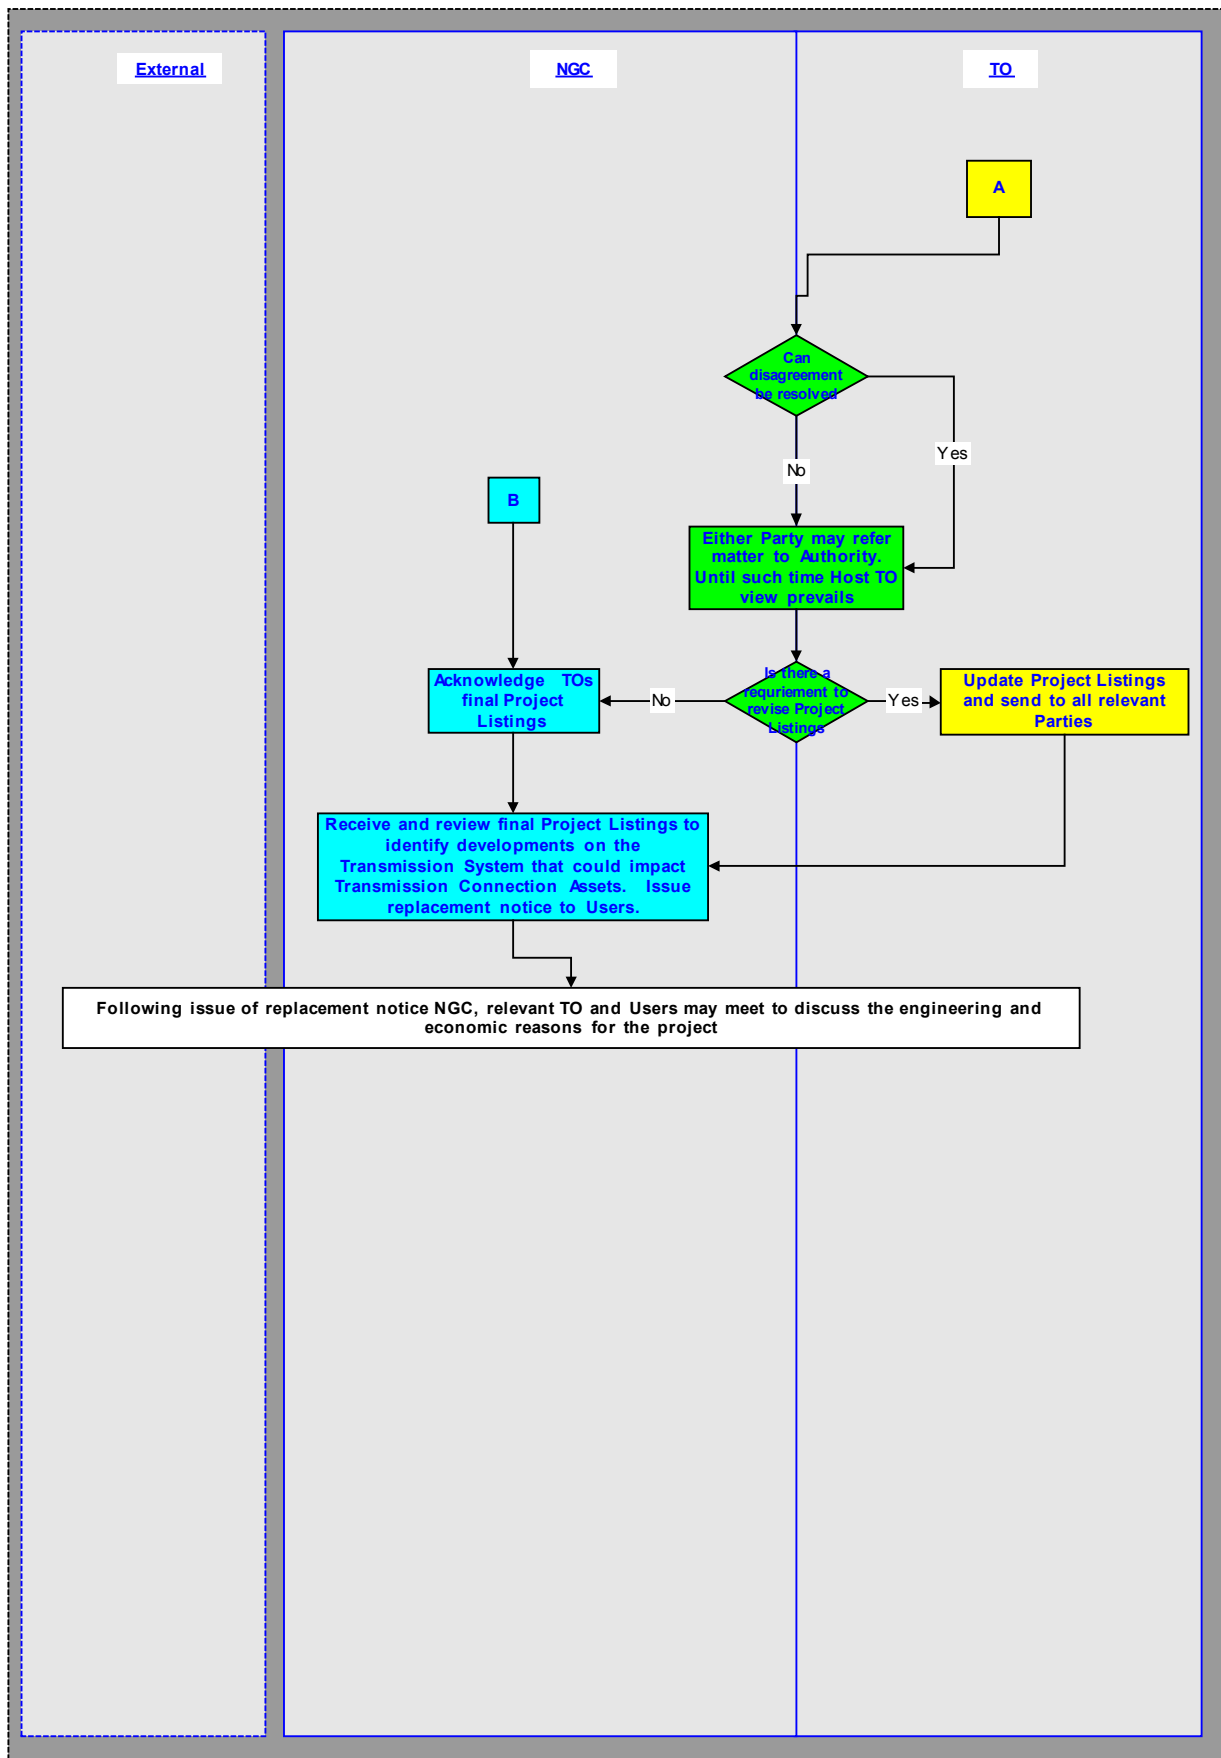 External
NGC
TO
A
Can
disagreement
be resolved
No
Yes
B
Either Party may refer
matter to Authority.
Until such time Host TO
view prevails
Acknowledge TOs
final Project
Listings
No
Is there a
requriement to
revise Project
Listings
Yes
Update Project Listings
and send to all relevant
Parties
Receive and review final Project Listings to
identify developments on the
Transmission System that could impact
Transmission Connection Assets. Issue
replacement notice to Users.
Following issue of replacement notice NGC, relevant TO and Users may meet to discuss the engineering and
economic reasons for the project